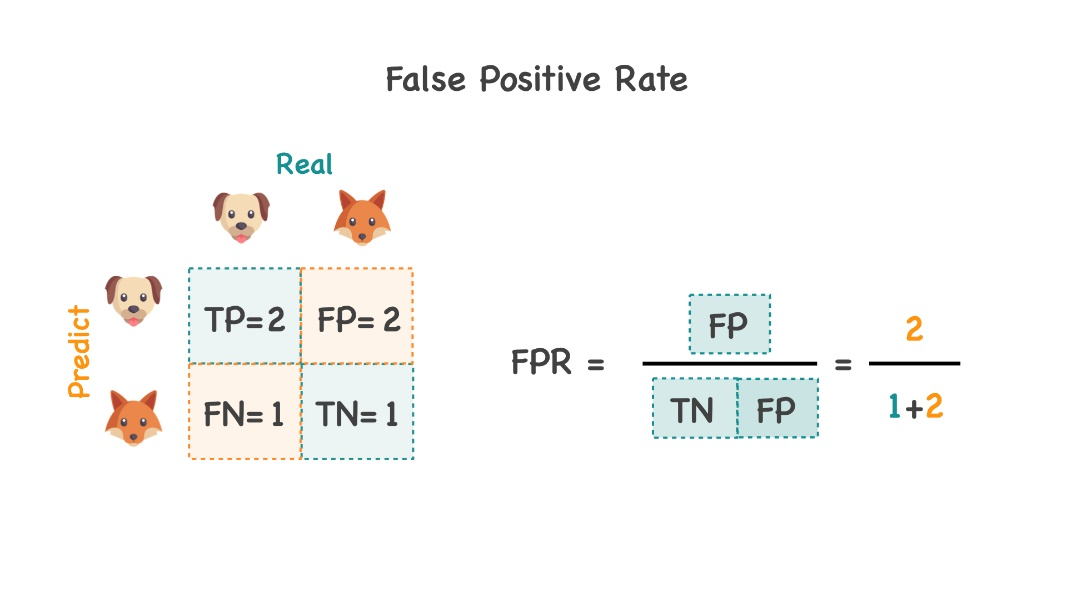 False Positive Rate
Real
Predict
TP=2 FP= 2
FN= 1 TN= 1
FPR = FP = 2
TN FP 1+2